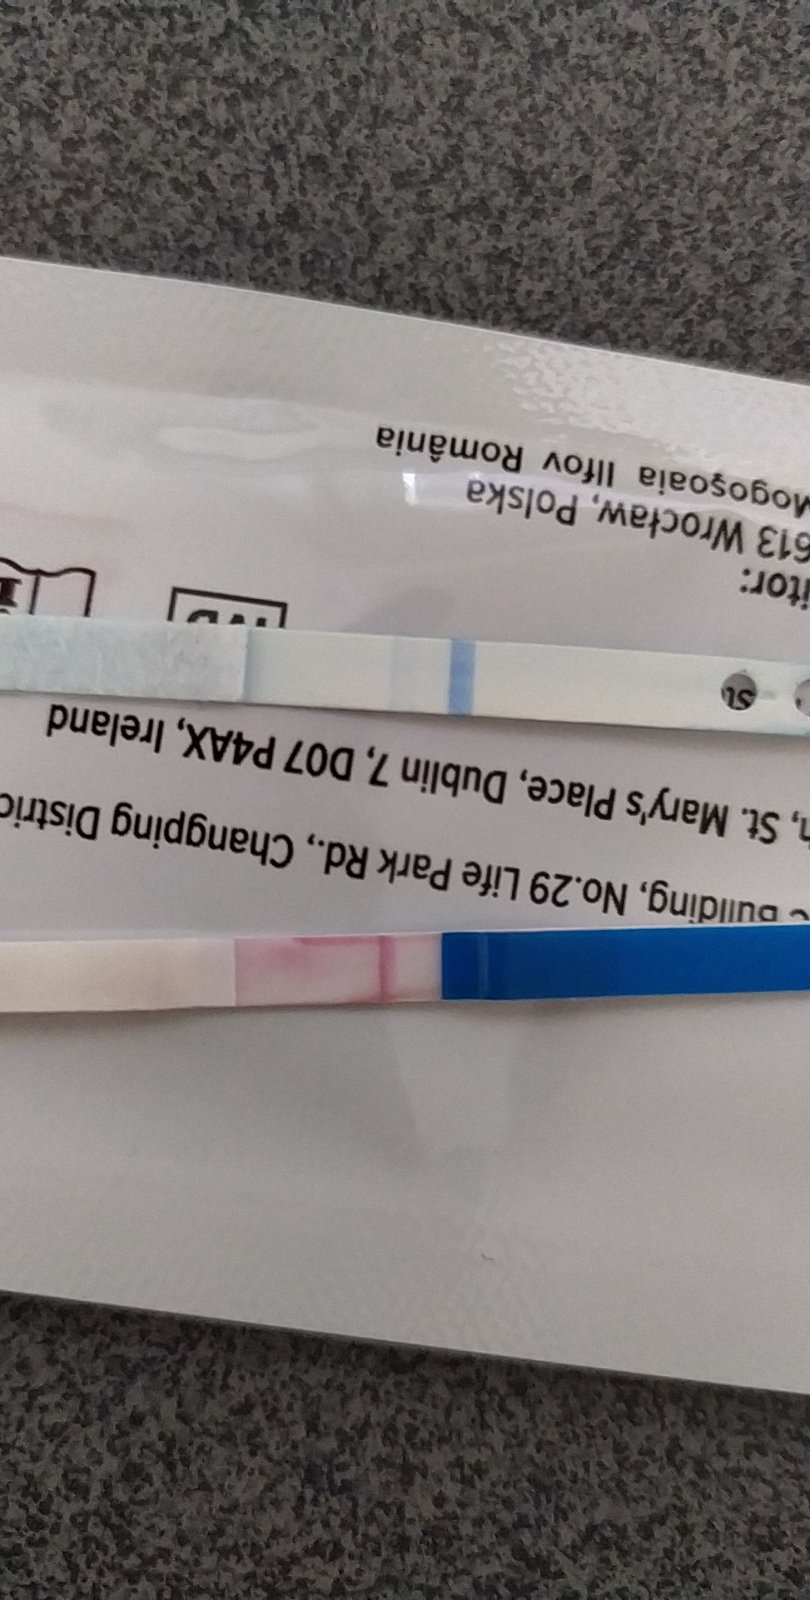 Building, No.29 Life Park Rd., Changping Distric
St. Mary's Place, Dublin 7, D07 P4AX, Ireland
IVD
itor:
613 Wrocław, Polska
Mogoşoaia Ilfov România